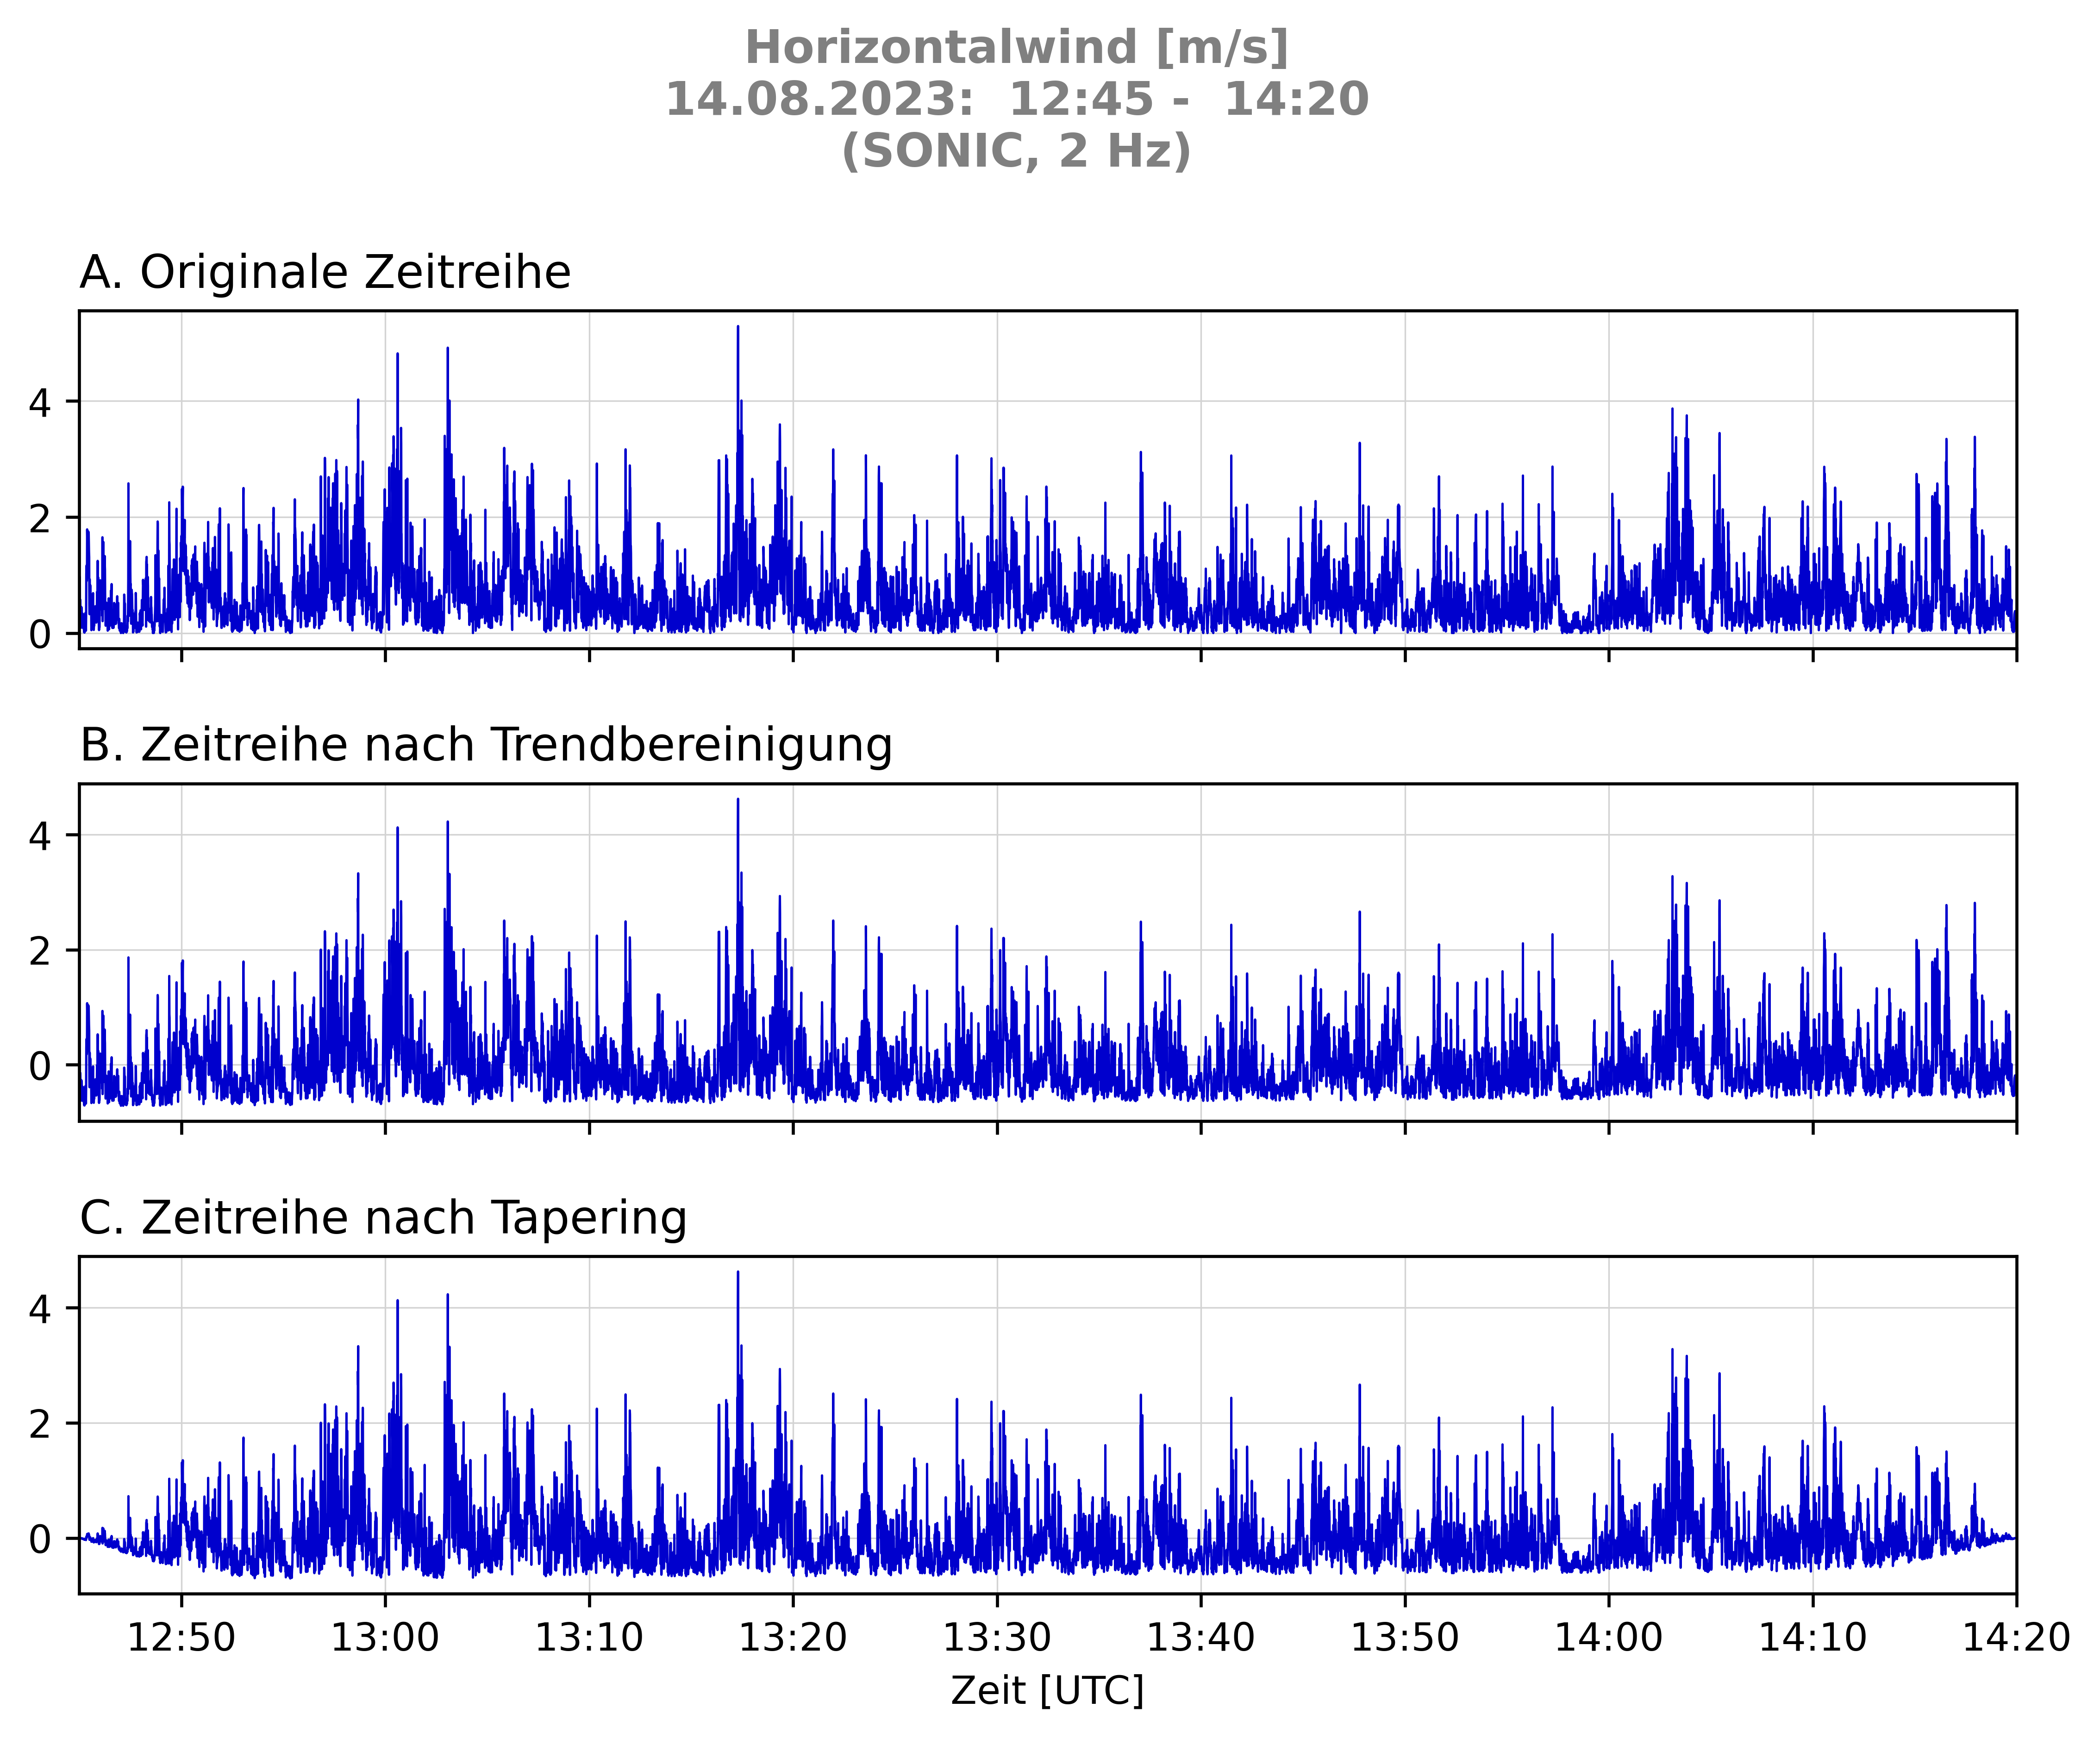 Horizontalwind [m/s]
14.08.2023:  12:45 -  14:20
(SONIC, 2 Hz)
A. Originale Zeitreihe
4
2
0
B. Zeitreihe nach Trendbereinigung
4
2
0
C. Zeitreihe nach Tapering
4
2
0
12:50 13:00 13:10 13:20 13:30 13:40 13:50 14:00 14:10 14:20
Zeit [UTC]